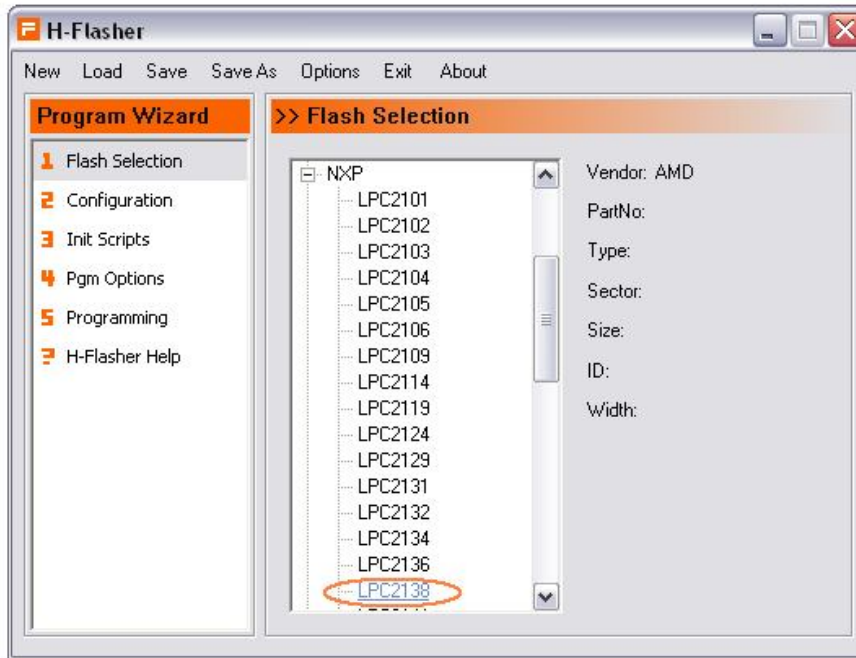 H-Flasher
New Load Save Save As Options Exit About
Program Wizard
1 Flash Selection
2 Configuration
3 Init Scripts
4 Pgm Options
5 Programming
? H-Flasher Help
>> Flash Selection
NXP
LPC2101
LPC2102
LPC2103
LPC2104
LPC2105
LPC2106
LPC2109
LPC2114
LPC2119
LPC2124
LPC2129
LPC2131
LPC2132
LPC2134
LPC2136
LPC2138
Vendor: AMD
PartNo:
Type:
Sector:
Size:
ID:
Width: